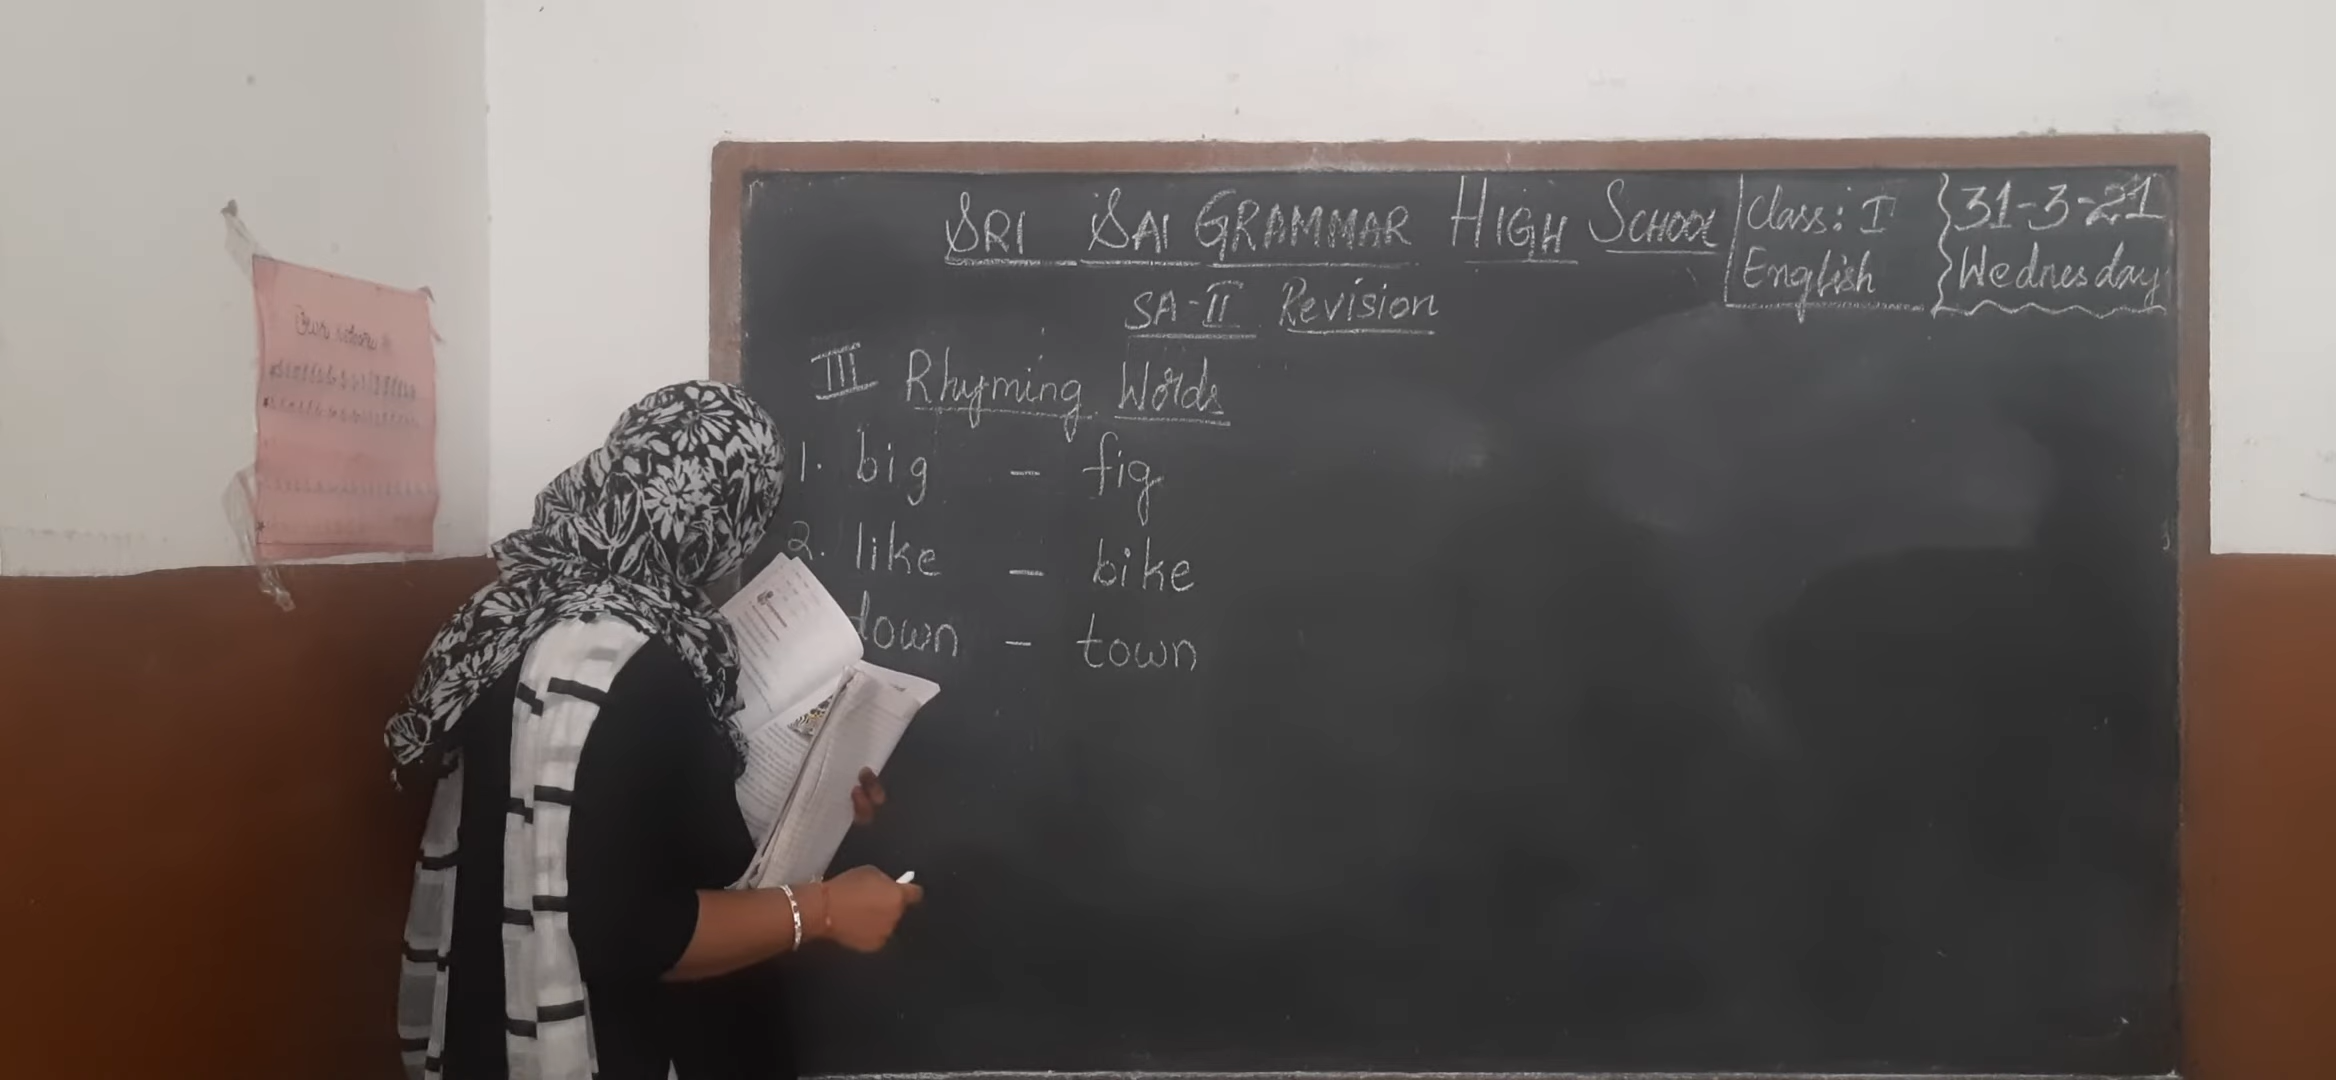 SRI SAI GRAMMAR HIGH SCHOOL
Class: I
English
31-3-21
Wednesday
SA-II Revision
III Rhyming Words
1. big - fig
2. like - bike
down - town